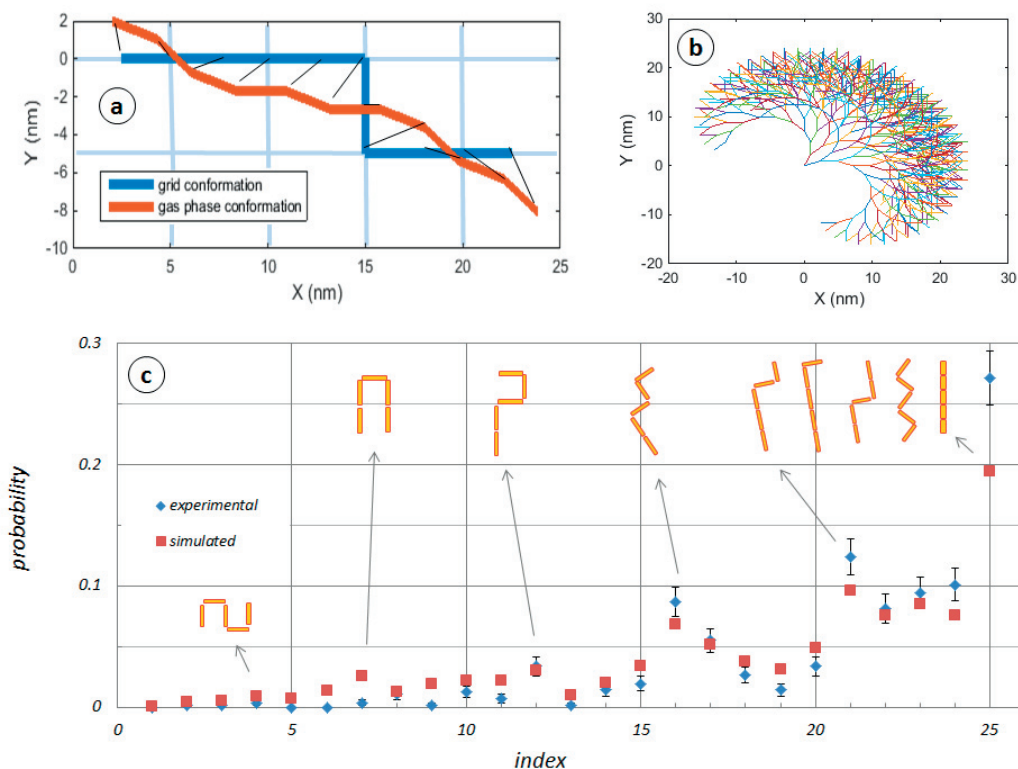 a
2
0
-2
-4
-6
-8
-10
Y (nm)
grid conformation
gas phase conformation
0
5
10
15
20
25
X (nm)
b
30
20
10
0
-10
-20
Y (nm)
-20
-10
0
10
20
30
X (nm)
c
0.3
0.2
0.1
0
probability
experimental
simulated
0
5
10
15
20
25
index